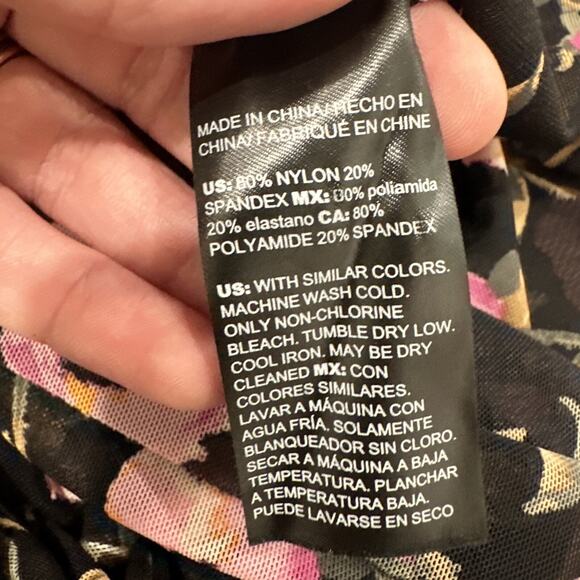 MADE IN CHINA/ HECHO EN
CHINA/ FABRIQUÉ EN CHINE
US: 80% NYLON 20%
SPANDEX MX: 80% poliamida
20% elastano CA: 80%
POLYAMIDE 20% SPANDEX
US: WITH SIMILAR COLORS.
MACHINE WASH COLD.
ONLY NON-CHLORINE
BLEACH. TUMBLE DRY LOW.
COOL IRON. MAY BE DRY
CLEANED MX: CON
COLORES SIMILARES.
LAVAR A MÁQUINA CON
AGUA FRÍA. SOLAMENTE
BLANQUEADOR SIN CLORO.
SECAR A MÁQUINA A BAJA
TEMPERATURA. PLANCHAR
A TEMPERATURA BAJA.
PUEDE LAVARSE EN SECO